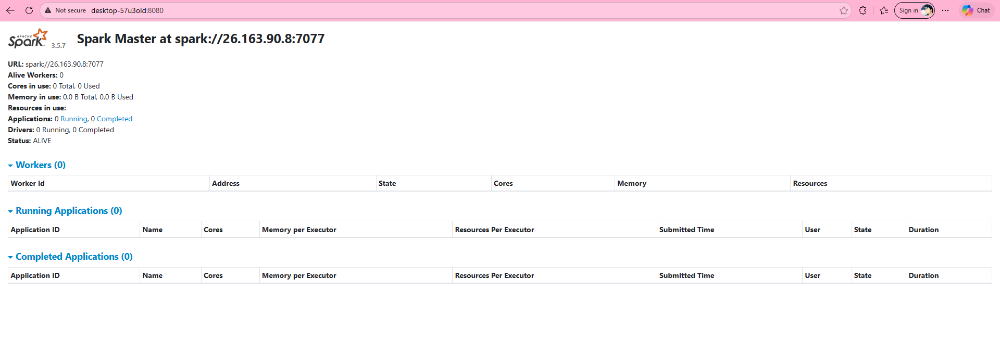 Not secure desktop-57u3old:8080 Sign in Chat
APACHE
Spark 3.5.7 Spark Master at spark://26.163.90.8:7077
URL: spark://26.163.90.8:7077
Alive Workers: 0
Cores in use: 0 Total, 0 Used
Memory in use: 0.0 B Total, 0.0 B Used
Resources in use:
Applications: 0 Running, 0 Completed
Drivers: 0 Running, 0 Completed
Status: ALIVE
Workers (0)
Worker Id Address State Cores Memory Resources
Running Applications (0)
Application ID Name Cores Memory per Executor Resources Per Executor Submitted Time User State Duration
Completed Applications (0)
Application ID Name Cores Memory per Executor Resources Per Executor Submitted Time User State Duration